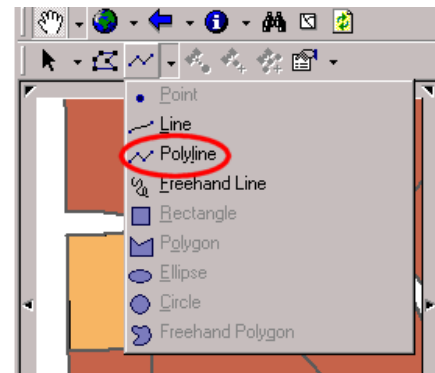 Point
Line
Polyline
Freehand Line
Rectangle
Polygon
Ellipse
Circle
Freehand Polygon